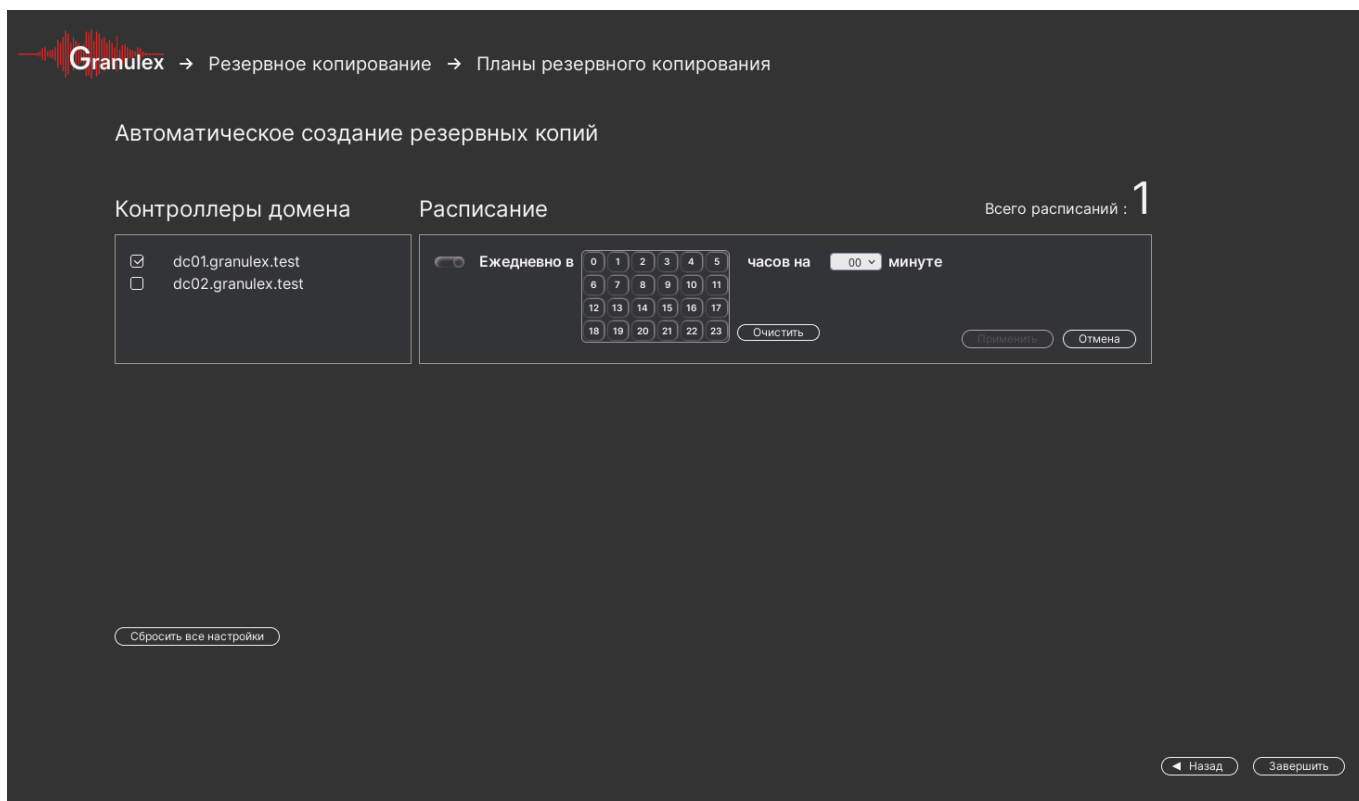 Granulex → Резервное копирование → Планы резервного копирования
Автоматическое создание резервных копий
Контроллеры домена
Расписание
Всего расписаний : 1
dc01.granulex.test
dc02.granulex.test
Ежедневно в
0 1 2 3 4 5
6 7 8 9 10 11
12 13 14 15 16 17
18 19 20 21 22 23
часов на 00 минуте
Очистить
Применить
Отмена
Сбросить все настройки
Назад
Завершить